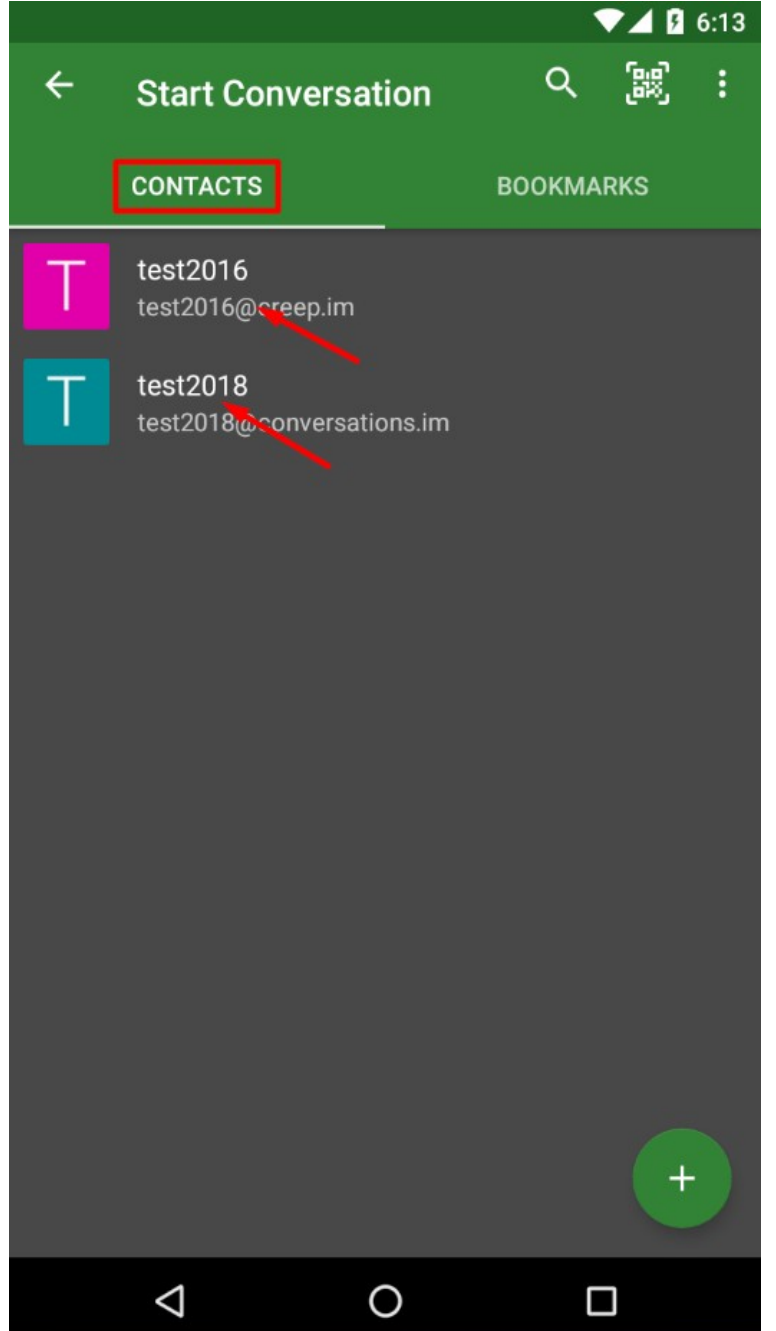 6:13
Start Conversation
CONTACTS
BOOKMARKS
T
test2016
test2016@creep.im
T
test2018
test2018@conversations.im